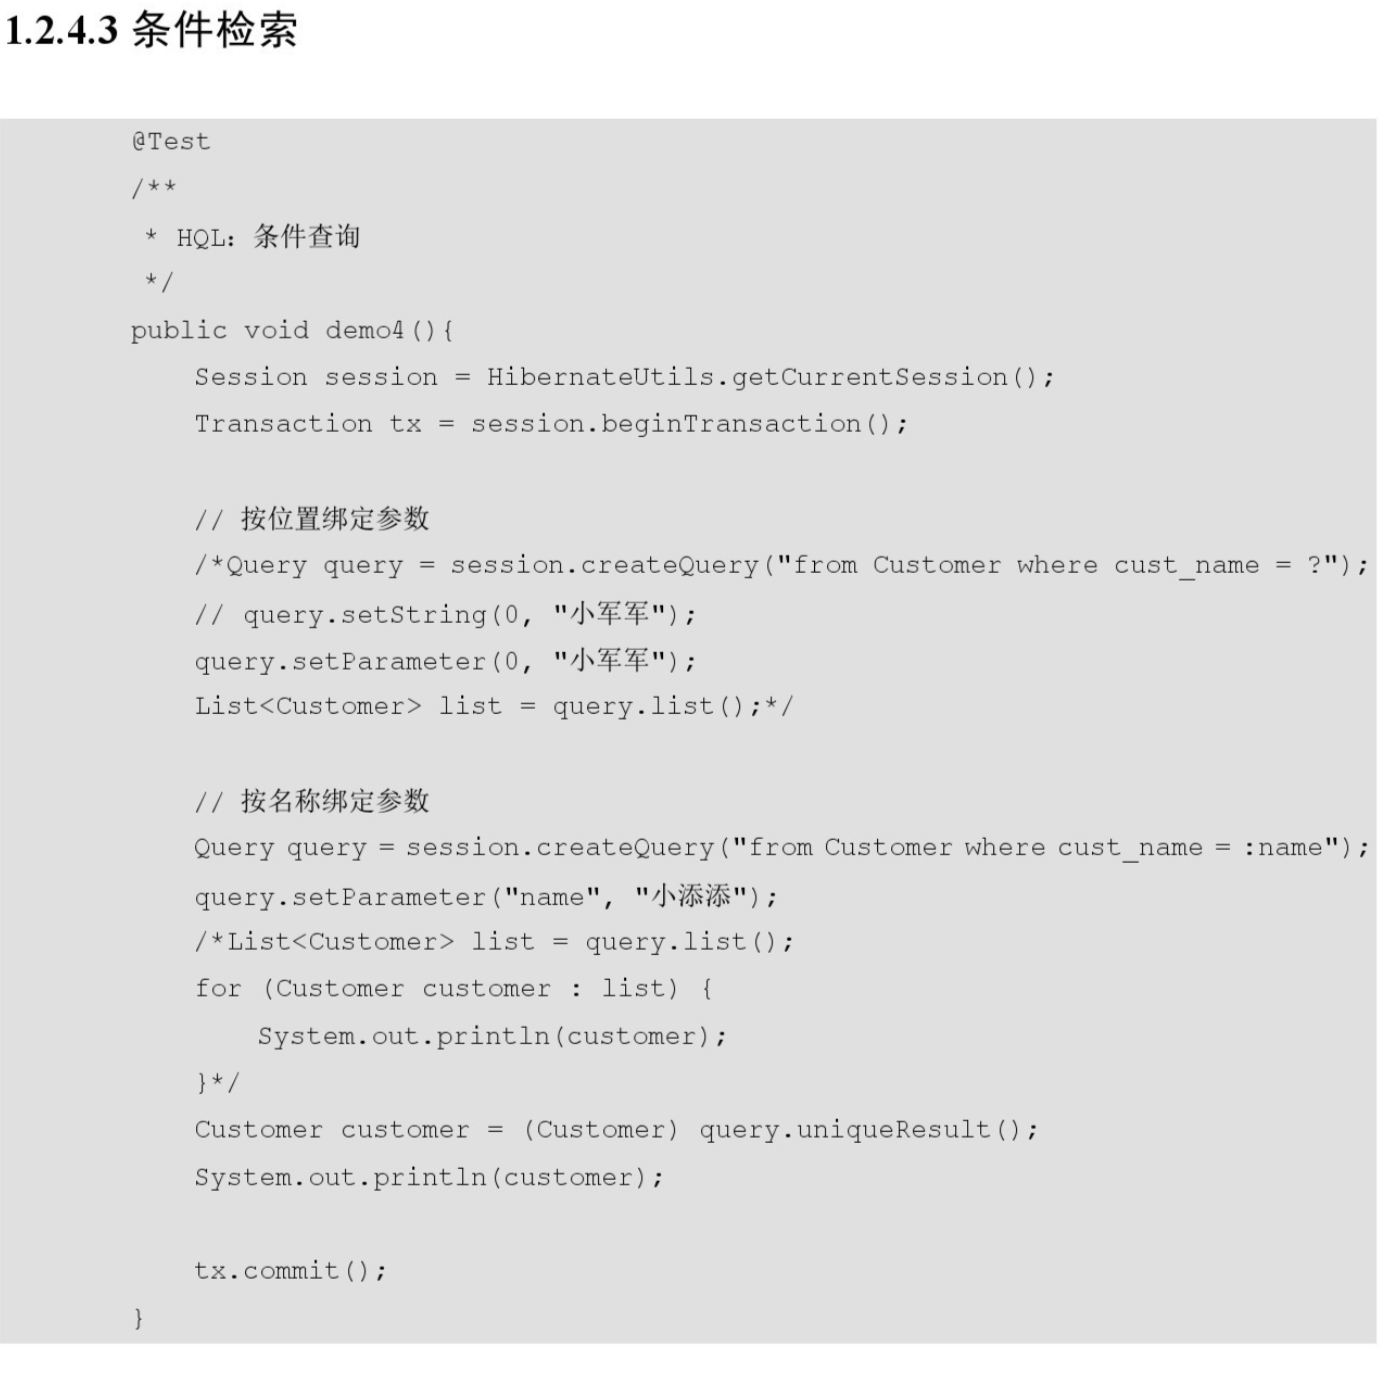 1.2.4.3 条件检索
@Test
/**
* HQL：条件查询
*/
public void demo4(){
Session session = HibernateUtils.getCurrentSession();
Transaction tx = session.beginTransaction();
// 按位置绑定参数
/*Query query = session.createQuery("from Customer where cust_name = ?");
// query.setString(0, "小军军");
query.setParameter(0, "小军军");
List<Customer> list = query.list();*/
// 按名称绑定参数
Query query = session.createQuery("from Customer where cust_name = :name");
query.setParameter("name", "小添添");
/*List<Customer> list = query.list();
for (Customer customer : list) {
System.out.println(customer);
}*/
Customer customer = (Customer) query.uniqueResult();
System.out.println(customer);
tx.commit();
}